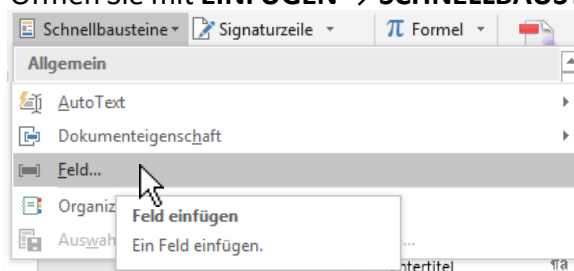 Öffnen Sie mit EINFÜGEN → SCHNELLBAUST
Schnellbausteine Signaturzeile π Formel
Allgemein
AutoText
Dokumenteigenschaft
Feld...
Organiz
Feld einfügen
Auswah
Ein Feld einfügen.
...
ntertitel ¶a